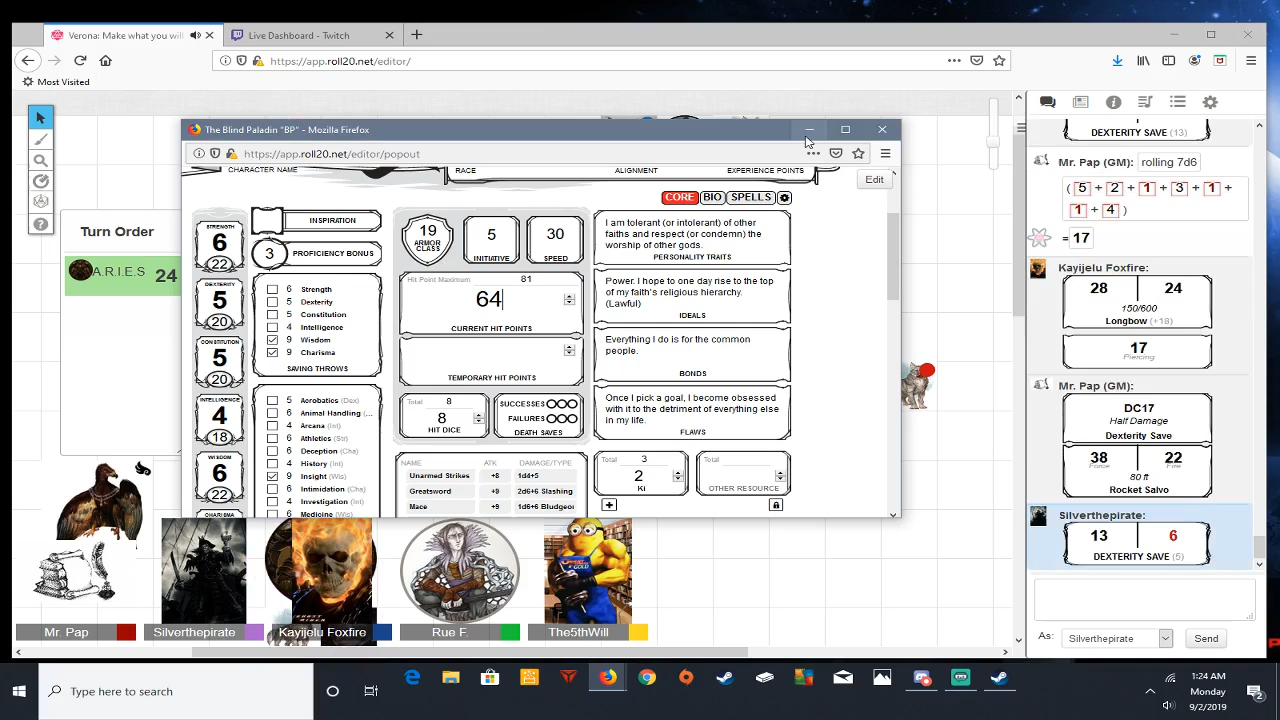 Verona: Make what you will
Live Dashboard - Twitch
https://app.roll20.net/editor/
Most Visited
The Blind Paladin "BP" - Mozilla Firefox
https://app.roll20.net/editor/popout
CHARACTER NAME
RACE
ALIGNMENT
EXPERIENCE POINTS
Edit
CORE BIO SPELLS
Turn Order
A.R.I.E.S 24
STRENGTH
6
22
DEXTERITY
5
20
CONSTITUTION
5
20
INTELLIGENCE
4
18
WISDOM
6
22
CHARISMA
INSPIRATION
3 PROFICIENCY BONUS
6 Strength
5 Dexterity
5 Constitution
4 Intelligence
9 Wisdom
9 Charisma
SAVING THROWS
5 Acrobatics (Dex)
6 Animal Handling (...
4 Arcana (Int)
6 Athletics (Str)
6 Deception (Cha)
4 History (Int)
9 Insight (Wis)
6 Intimidation (Cha)
4 Investigation (Int)
6 Medicine (Wis)
19
ARMOR
CLASS
5
INITIATIVE
30
SPEED
Hit Point Maximum 81
64
CURRENT HIT POINTS
TEMPORARY HIT POINTS
Total 8
8
HIT DICE
SUCCESSES
FAILURES
DEATH SAVES
NAME ATK DAMAGE/TYPE
Unarmed Strikes +8 1d4+5
Greatsword +9 2d6+6 Slashing
Mace +9 1d6+6 Bludgeor
I am tolerant (or intolerant) of other
faiths and respect (or condemn) the
worship of other gods.
PERSONALITY TRAITS
Power. I hope to one day rise to the top
of my faith's religious hierarchy.
(Lawful)
IDEALS
Everything I do is for the common
people.
BONDS
Once I pick a goal, I become obsessed
with it to the detriment of everything else
in my life.
FLAWS
Total 3
2
Ki
Total
OTHER RESOURCE
DEXTERITY SAVE (13)
Mr. Pap (GM): rolling 7d6
( 5 + 2 + 1 + 3 + 1 +
1 + 4 )
= 17
Kayijelu Foxfire:
28 24
150/600
Longbow (+18)
17
Piercing
Mr. Pap (GM):
DC17
Half Damage
Dexterity Save
38 22
Force Fire
80 ft
Rocket Salvo
Silverthepirate:
13 6
DEXTERITY SAVE (5)
As: Silverthepirate Send
Mr. Pap
Silverthepirate
Kayijelu Foxfire
Rue F.
The5thWill
Type here to search
1:24 AM
Monday
9/2/2019
2